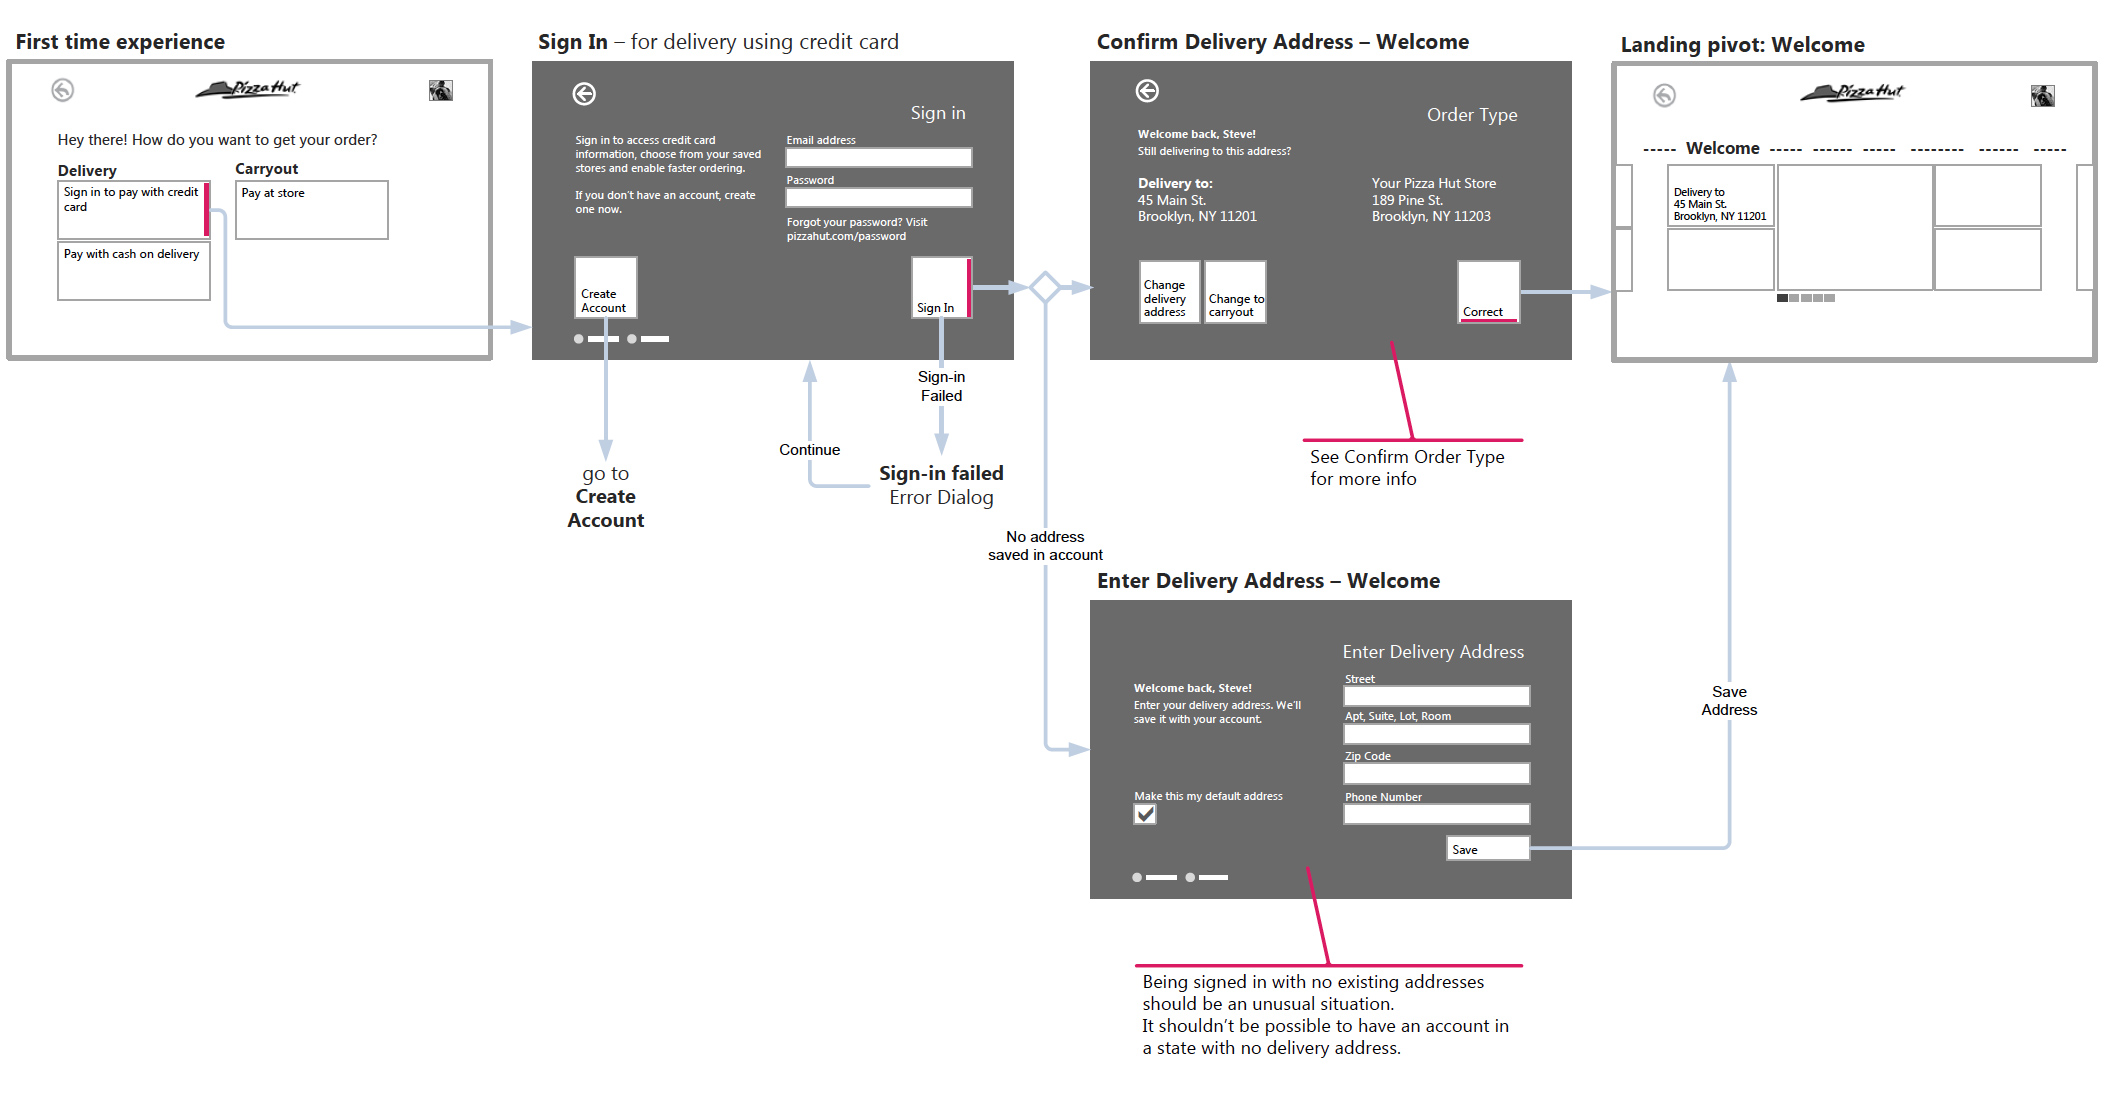 First time experience
Pizza Hut
Hey there! How do you want to get your order?
Delivery
Carryout
Sign in to pay with credit
card
Pay at store
Pay with cash on delivery
Sign In – for delivery using credit card
Sign in
Sign in to access credit card
information, choose from your saved
stores and enable faster ordering.
If you don't have an account, create
one now.
Email address
Password
Forgot your password? Visit
pizzahut.com/password
Create
Account
Sign In
Sign-in
Failed
Continue
go to
Create
Account
Sign-in failed
Error Dialog
No address
saved in account
Confirm Delivery Address – Welcome
Order Type
Welcome back, Steve!
Still delivering to this address?
Delivery to:
45 Main St.
Brooklyn, NY 11201
Your Pizza Hut Store
189 Pine St.
Brooklyn, NY 11203
Change
delivery
address
Change to
carryout
Correct
See Confirm Order Type
for more info
Enter Delivery Address – Welcome
Enter Delivery Address
Welcome back, Steve!
Enter your delivery address. We'll
save it with your account.
Make this my default address
Street
Apt, Suite, Lot, Room
Zip Code
Phone Number
Save
Being signed in with no existing addresses
should be an unusual situation.
It shouldn't be possible to have an account in
a state with no delivery address.
Landing pivot: Welcome
Pizza Hut
----- Welcome ----- ------ ----- -------- ------ -----
Delivery to
45 Main St.
Brooklyn, NY 11201
Save
Address